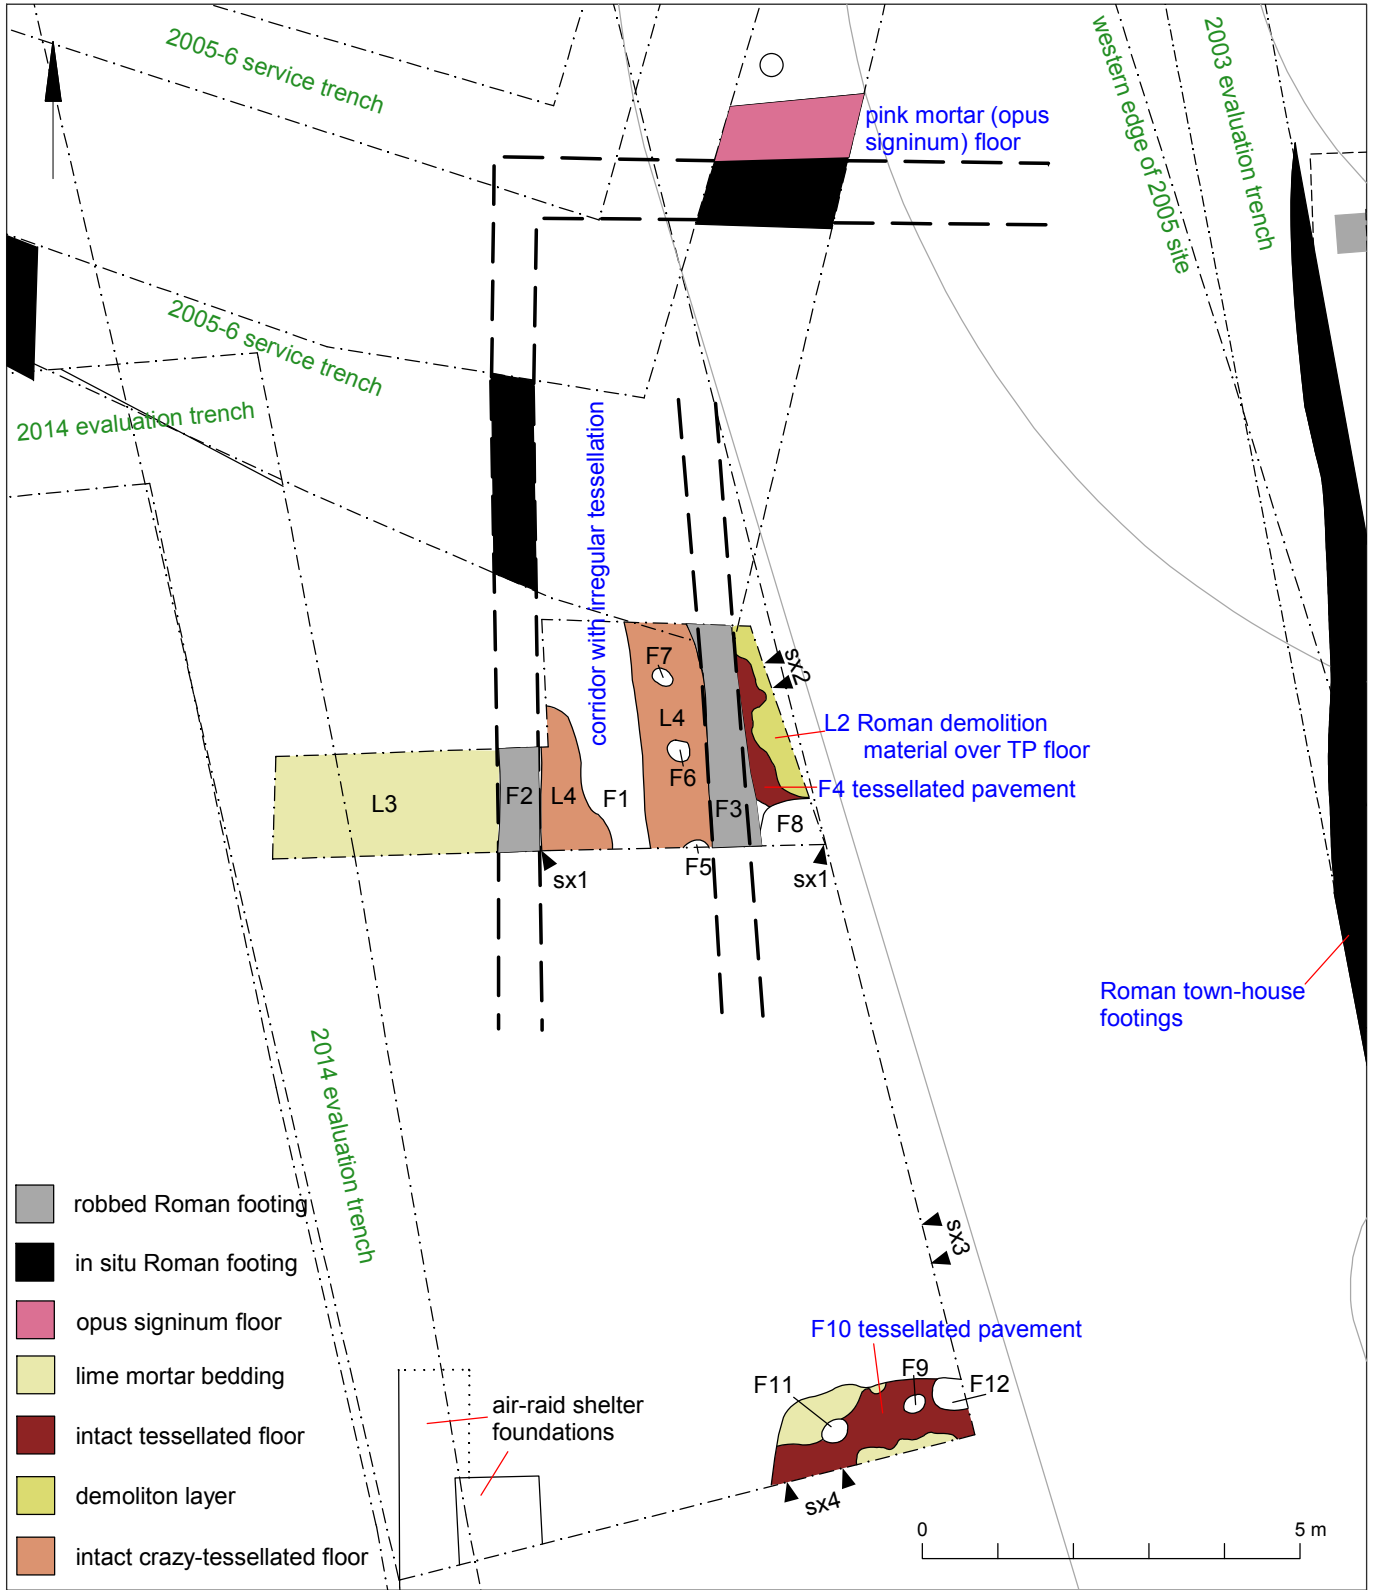 2005-6 service trench
western edge of 2005 site
2003 evaluation trench
pink mortar (opus
signinum) floor
2005-6 service trench
2014 evaluation trench
corridor with irregular tessellation
F7
sx2
L4
L2 Roman demolition
material over TP floor
F6
F4 tessellated pavement
L3
F2
L4
F1
F3
F8
F5
sx1
sx1
Roman town-house
footings
2014 evaluation trench
robbed Roman footing
in situ Roman footing
opus signinum floor
lime mortar bedding
intact tessellated floor
demoliton layer
intact crazy-tessellated floor
sx3
F10 tessellated pavement
F11
F9
F12
air-raid shelter
foundations
sx4
0
5 m